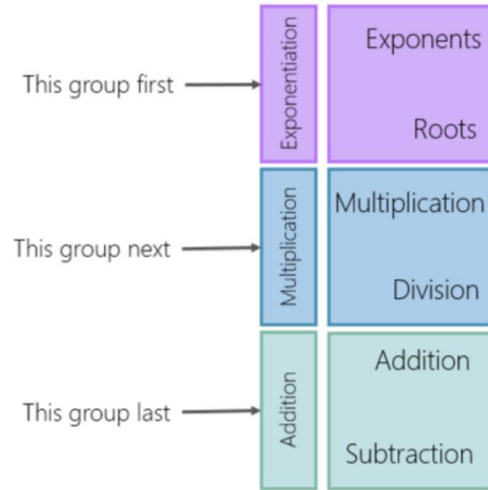 This group first
Exponentiation
Exponents
Roots
This group next
Multiplication
Multiplication
Division
This group last
Addition
Addition
Subtraction